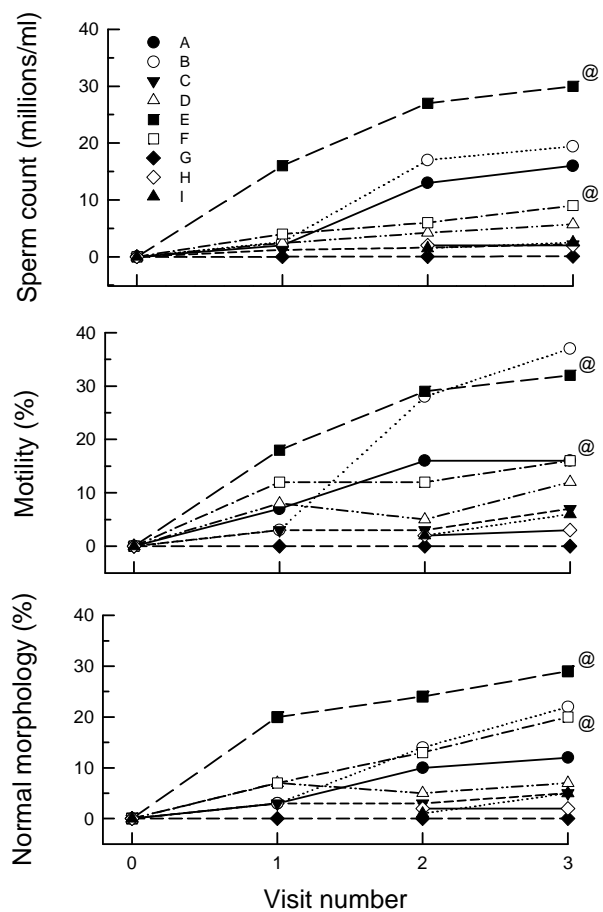 Sperm count (millions/ml)
40
30
20
10
0
A
B
C
D
E
F
G
H
I
@
@
Motility (%)
40
30
20
10
0
@
@
Normal morphology (%)
40
30
20
10
0
@
@
0 1 2 3
Visit number